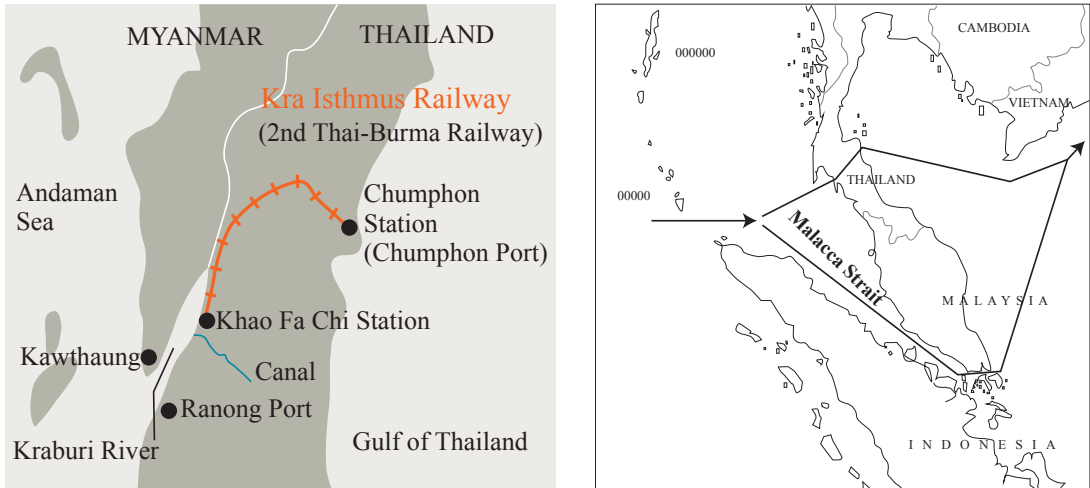 MYANMAR
THAILAND
Kra Isthmus Railway
(2nd Thai-Burma Railway)
Andaman
Sea
Chumphon
Station
(Chumphon Port)
Khao Fa Chi Station
Kawthaung
Canal
Ranong Port
Kraburi River
Gulf of Thailand
CAMBODIA
000000
VIETNAM
THAILAND
00000
Malacca Strait
MALAYSIA
INDONESIA